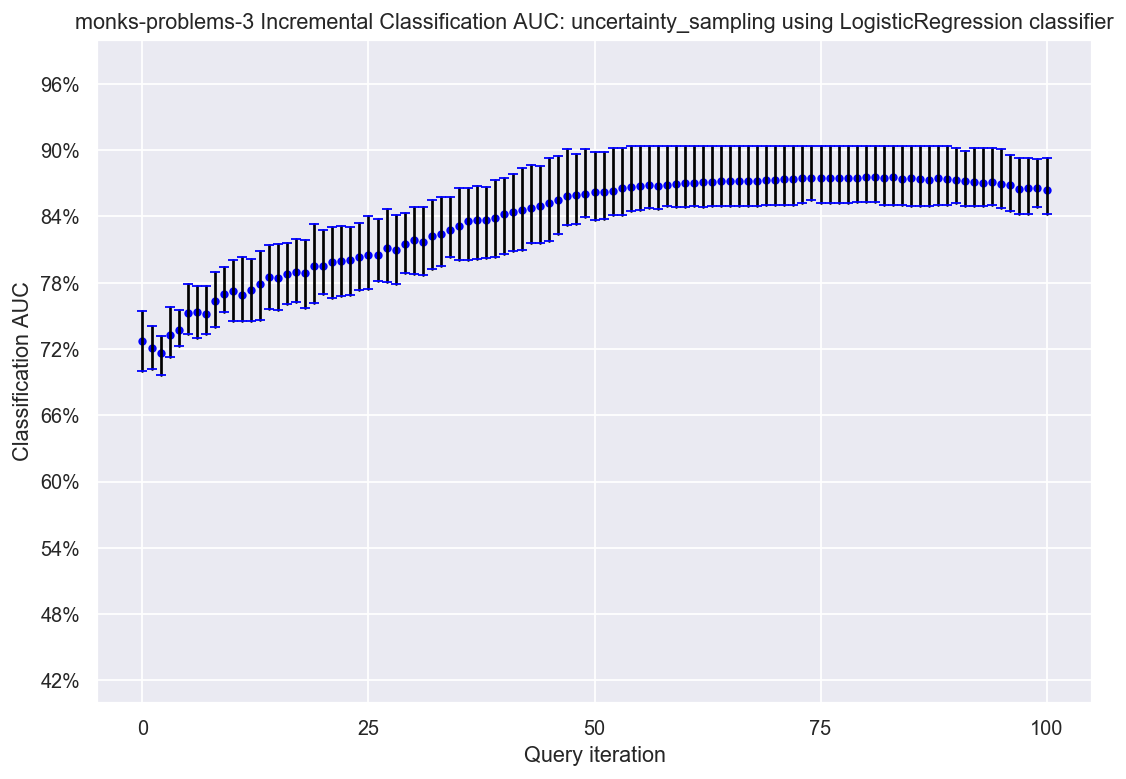 monks-problems-3 Incremental Classification AUC: uncertainty_sampling using LogisticRegression classifier
96%
90%
84%
78%
72%
66%
60%
54%
48%
42%
Classification AUC
0 25 50 75 100
Query iteration